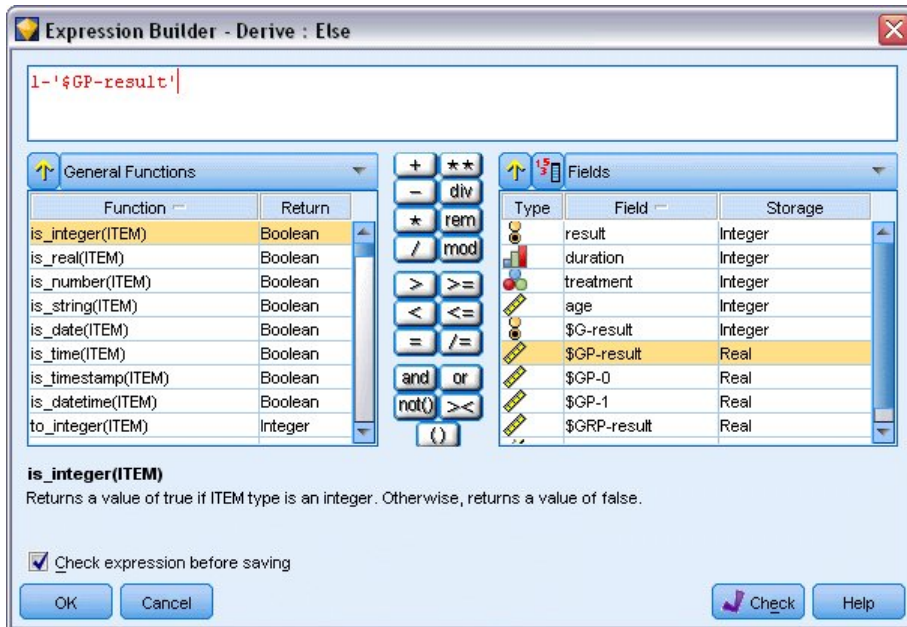 Expression Builder - Derive : Else
1-'$GP-result'
General Functions
Function Return
is_integer(ITEM) Boolean
is_real(ITEM) Boolean
is_number(ITEM) Boolean
is_string(ITEM) Boolean
is_date(ITEM) Boolean
is_time(ITEM) Boolean
is_timestamp(ITEM) Boolean
is_datetime(ITEM) Boolean
to_integer(ITEM) Integer
+ **
- div
* rem
/ mod
> >=
< <=
= /=
and or
not() ><
()
Fields
Type Field Storage
result Integer
duration Integer
treatment Integer
age Integer
$G-result Integer
$GP-result Real
$GP-0 Real
$GP-1 Real
$GRP-result Real
is_integer(ITEM)
Returns a value of true if ITEM type is an integer. Otherwise, returns a value of false.
Check expression before saving
OK Cancel Check Help